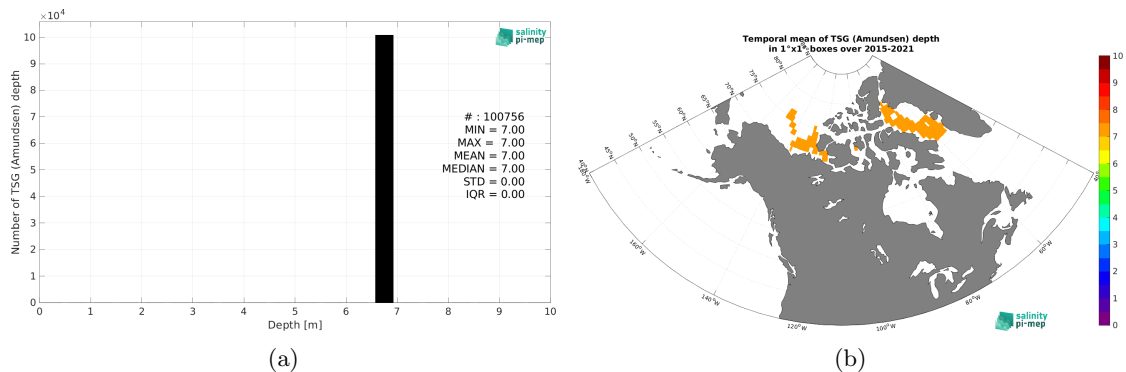 ×10⁴
10
9
8
7
6
5
4
3
2
1
0
Number of TSG (Amundsen) depth
salinity
pi-mep
# : 100756
MIN = 7.00
MAX = 7.00
MEAN = 7.00
MEDIAN = 7.00
STD = 0.00
IQR = 0.00
0 1 2 3 4 5 6 7 8 9 10
Depth [m]
(a)
Temporal mean of TSG (Amundsen) depth
in 1°x1° boxes over 2015-2021
75°N
70°N
65°N
60°N
55°N
50°N
45°N
160°W
140°W
120°W
100°W
80°W
60°W
10
9
8
7
6
5
4
3
2
1
0
salinity
pi-mep
(b)